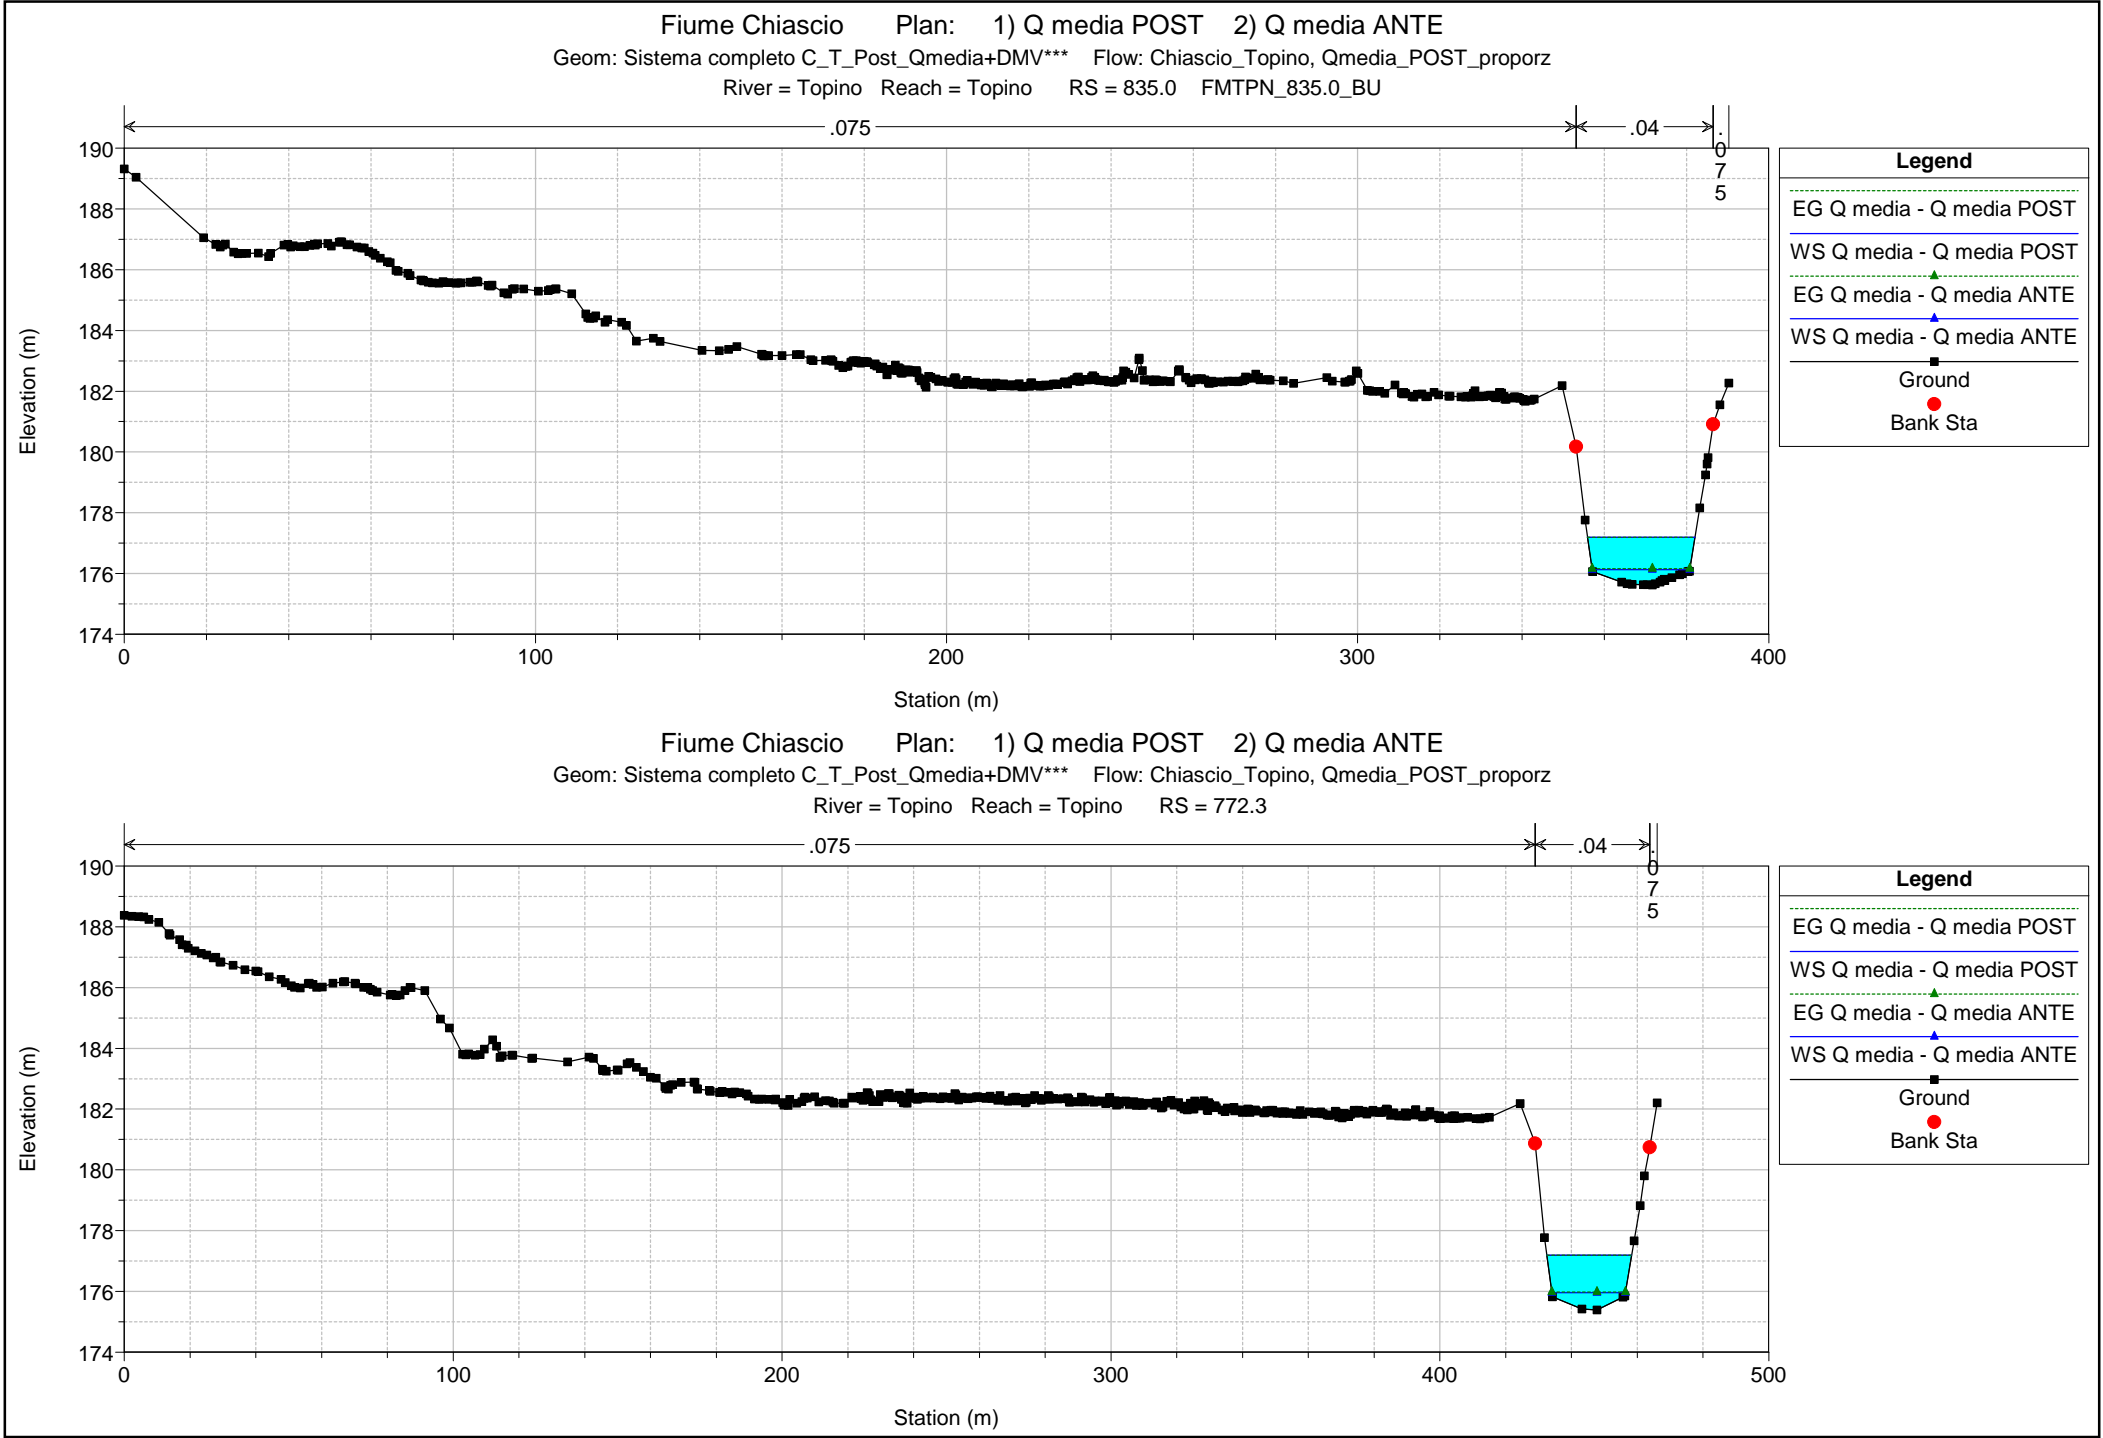 Fiume Chiascio Plan: 1) Q media POST 2) Q media ANTE
Geom: Sistema completo C_T_Post_Qmedia+DMV*** Flow: Chiascio_Topino, Qmedia_POST_proporz
River = Topino Reach = Topino RS = 835.0 FMTPN_835.0_BU
.075
.04
.075
190
188
186
184
182
180
178
176
174
Elevation (m)
0
100
200
300
400
Station (m)
Legend
EG Q media - Q media POST
WS Q media - Q media POST
EG Q media - Q media ANTE
WS Q media - Q media ANTE
Ground
Bank Sta
Fiume Chiascio Plan: 1) Q media POST 2) Q media ANTE
Geom: Sistema completo C_T_Post_Qmedia+DMV*** Flow: Chiascio_Topino, Qmedia_POST_proporz
River = Topino Reach = Topino RS = 772.3
.075
.04
.075
190
188
186
184
182
180
178
176
174
Elevation (m)
0
100
200
300
400
500
Station (m)
Legend
EG Q media - Q media POST
WS Q media - Q media POST
EG Q media - Q media ANTE
WS Q media - Q media ANTE
Ground
Bank Sta